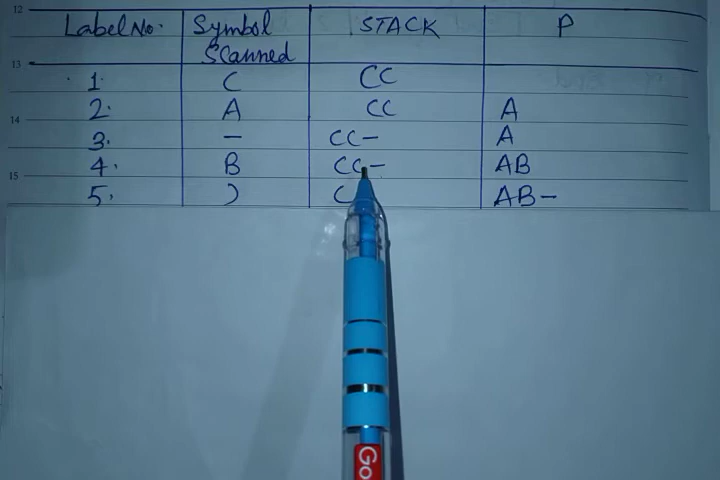 12
Label No. Symbol Scanned STACK P
13
1. C CC
2. A CC A
14
3. - CC- A
4. B CC- AB
15
5. ) C AB-
Go